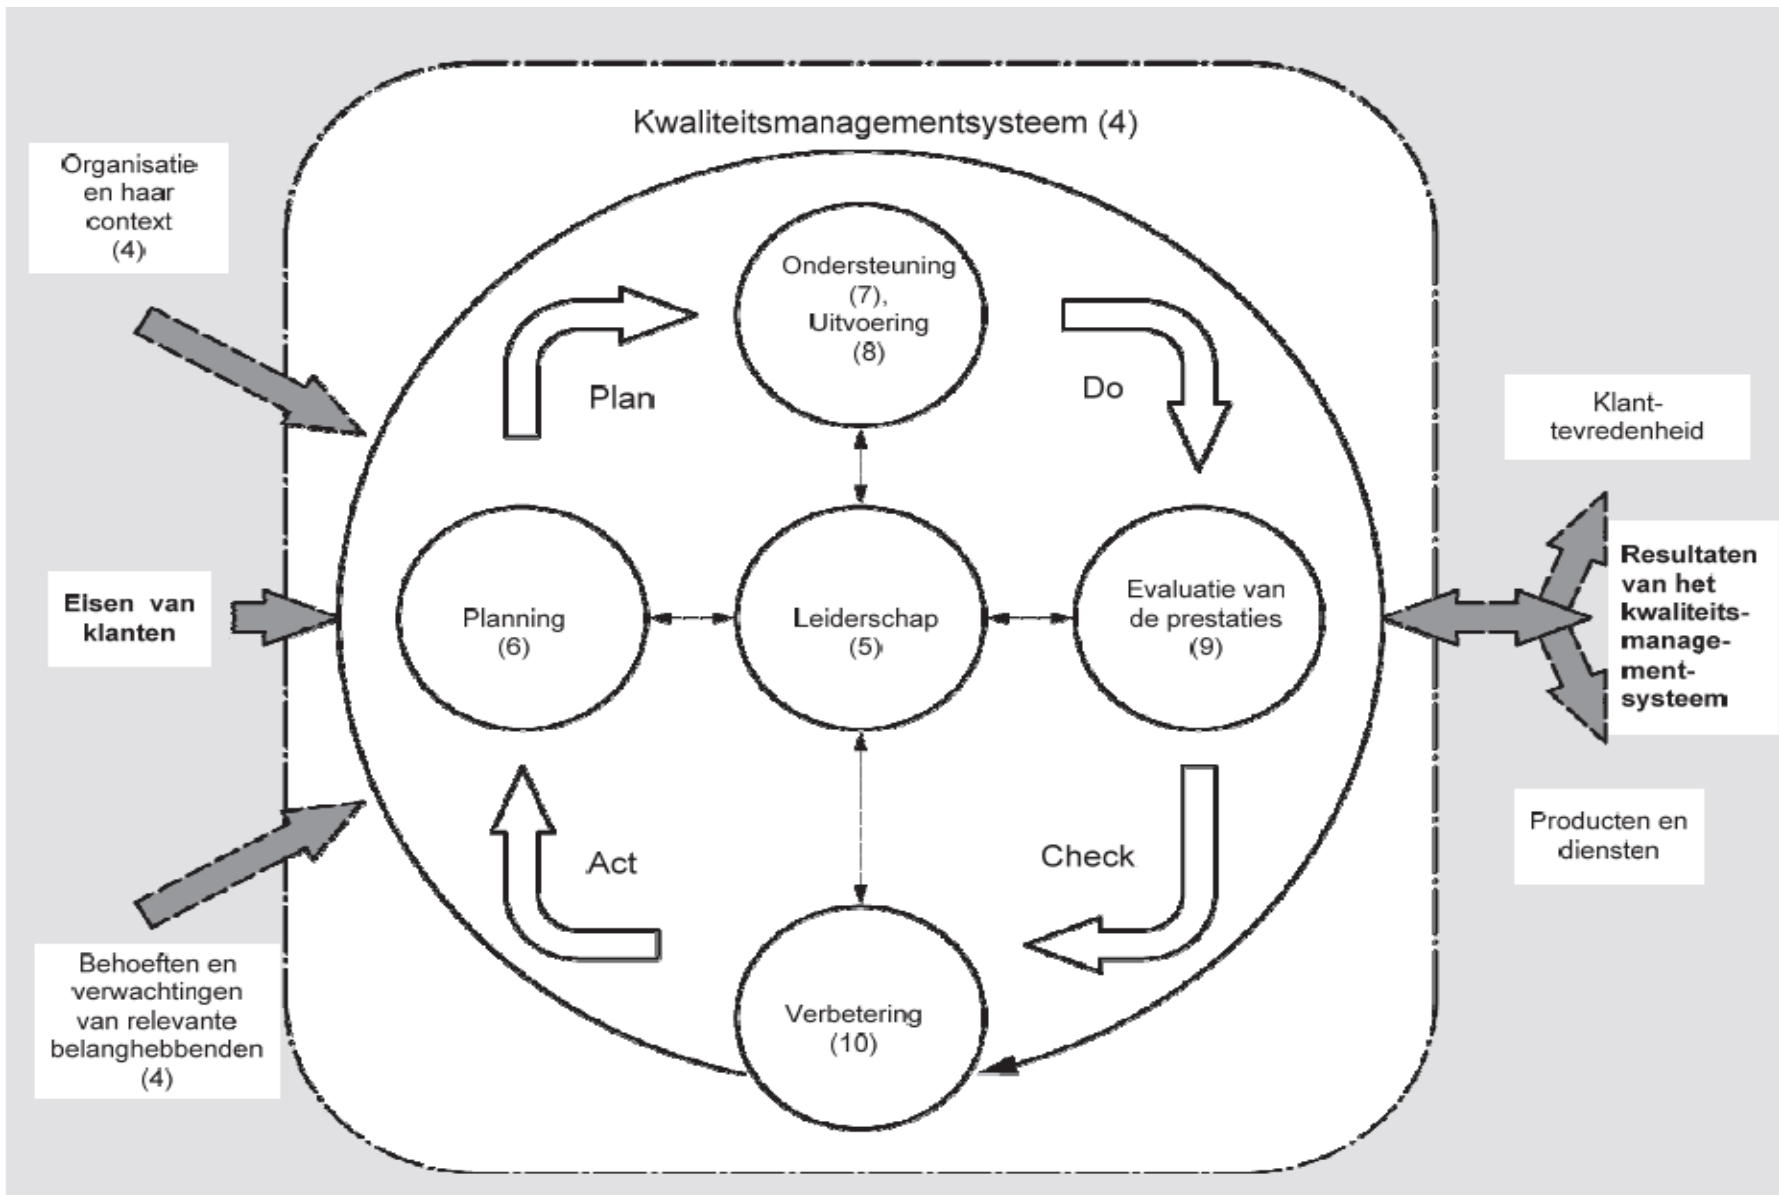 Kwaliteitsmanagementsysteem (4)
Organisatie
en haar
context
(4)
Ondersteuning
(7),
Uitvoering
(8)
Plan
Do
Klant-
tevredenheid
Eisen van
klanten
Planning
(6)
Leiderschap
(5)
Evaluatie van
de prestaties
(9)
Resultaten
van het
kwaliteits-
manage-
ment-
systeem
Act
Check
Producten en
diensten
Behoeften en
verwachtingen
van relevante
belanghebbenden
(4)
Verbetering
(10)